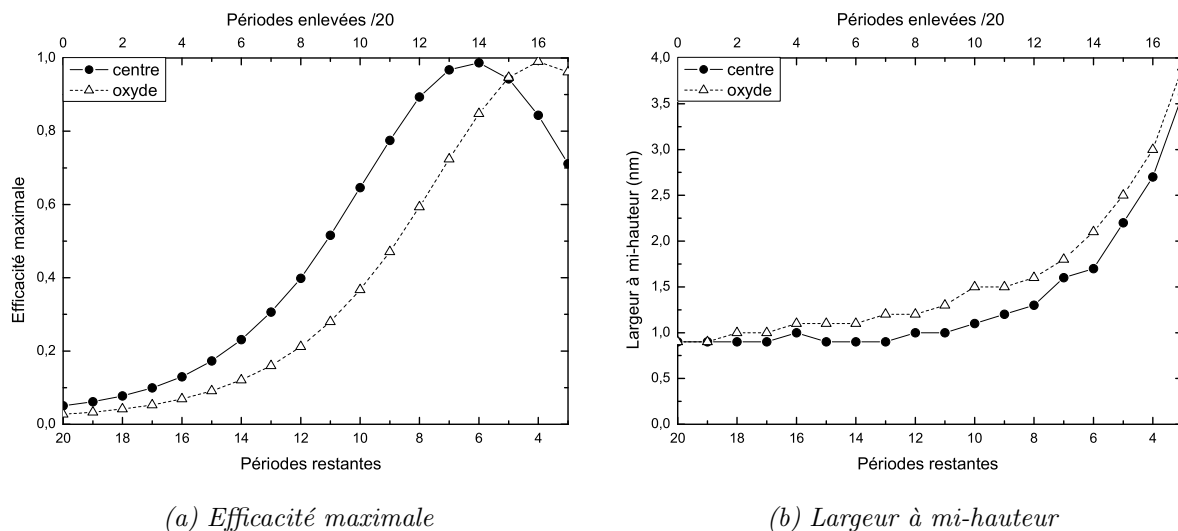 Périodes enlevées /20
0 2 4 6 8 10 12 14 16
1,0
0,8
0,6
0,4
0,2
0,0
centre
oxyde
Efficacité maximale
20 18 16 14 12 10 8 6 4
Périodes restantes
(a) Efficacité maximale
Périodes enlevées /20
0 2 4 6 8 10 12 14 16
4,0
3,5
3,0
2,5
2,0
1,5
1,0
0,5
0,0
centre
oxyde
Largeur à mi-hauteur (nm)
20 18 16 14 12 10 8 6 4
Périodes restantes
(b) Largeur à mi-hauteur